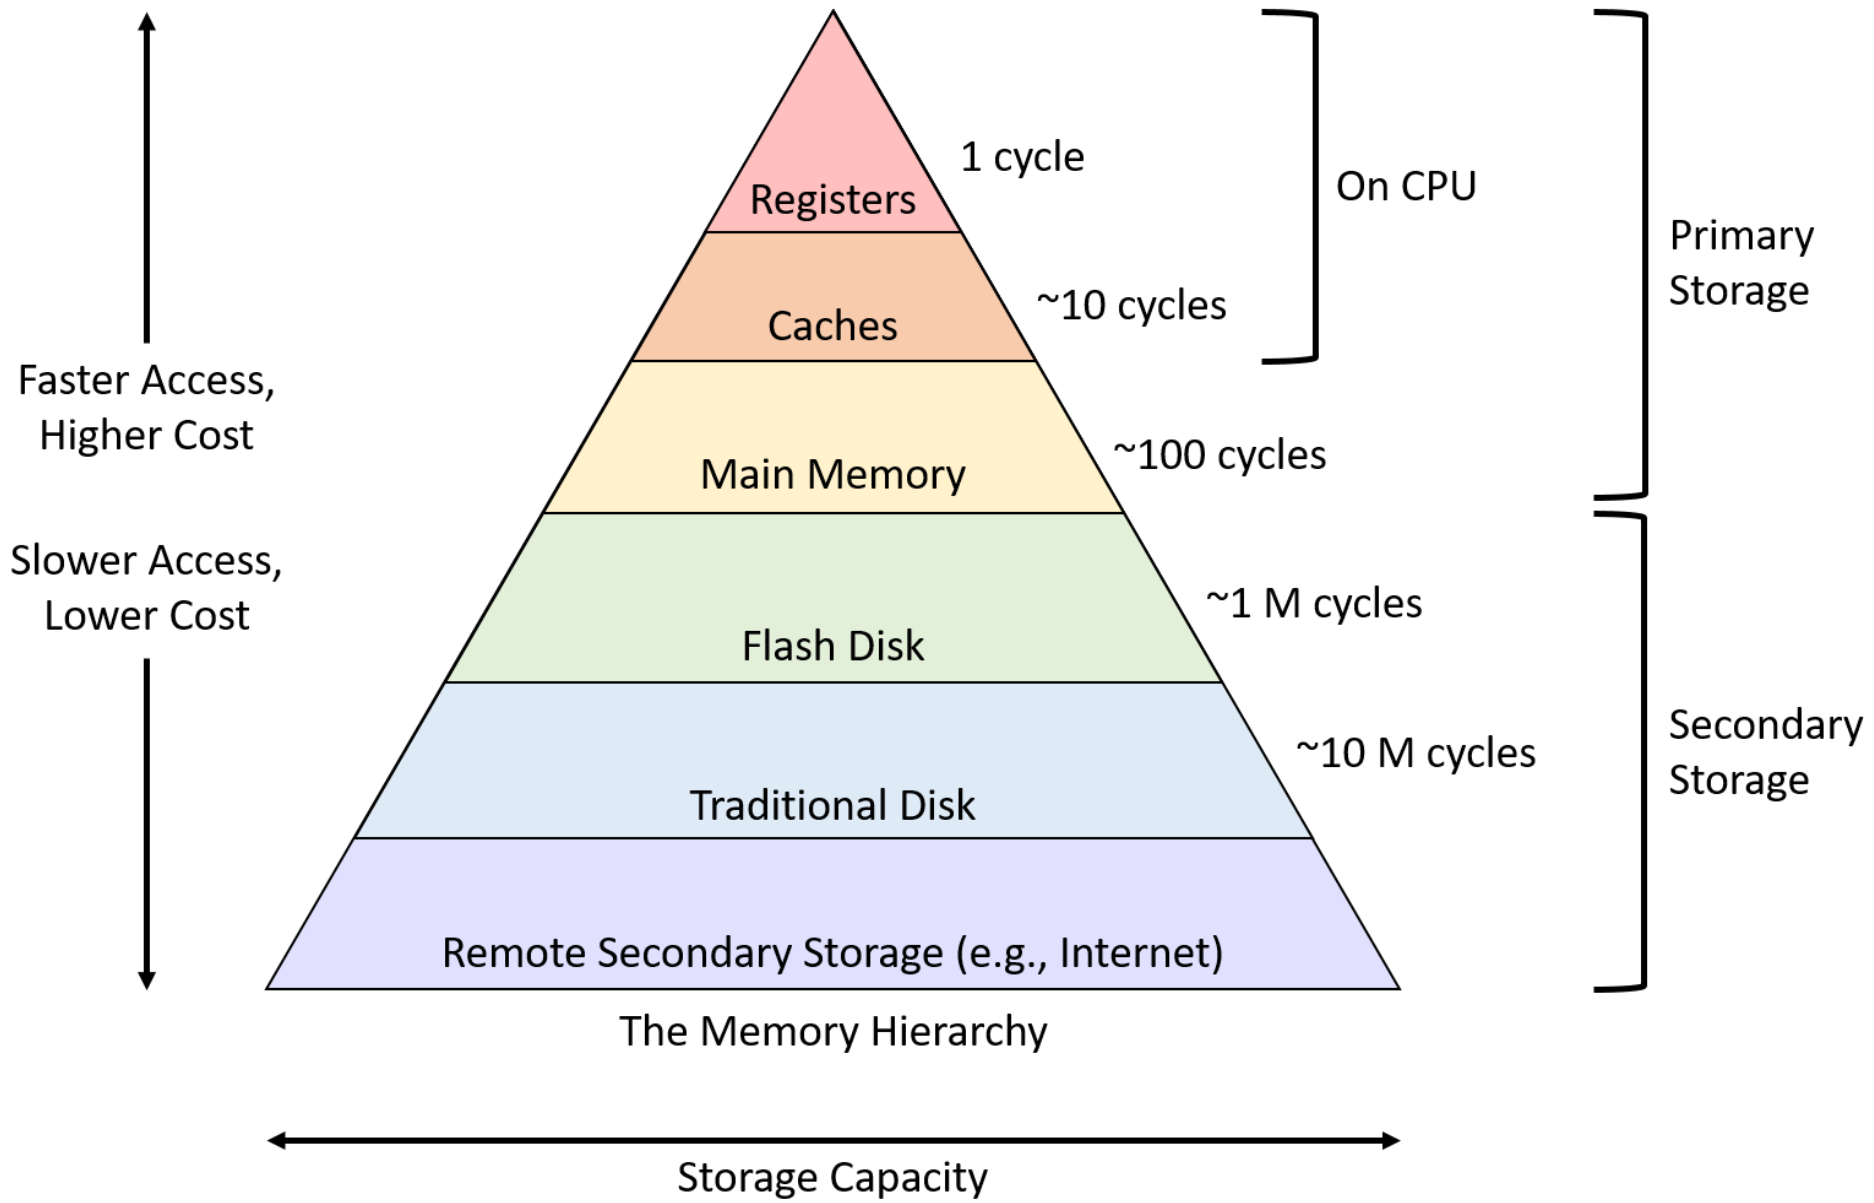 Registers
1 cycle
On CPU
Primary
Storage
Caches
~10 cycles
Faster Access,
Higher Cost
Main Memory
~100 cycles
Slower Access,
Lower Cost
Flash Disk
~1 M cycles
Traditional Disk
~10 M cycles
Secondary
Storage
Remote Secondary Storage (e.g., Internet)
The Memory Hierarchy
Storage Capacity